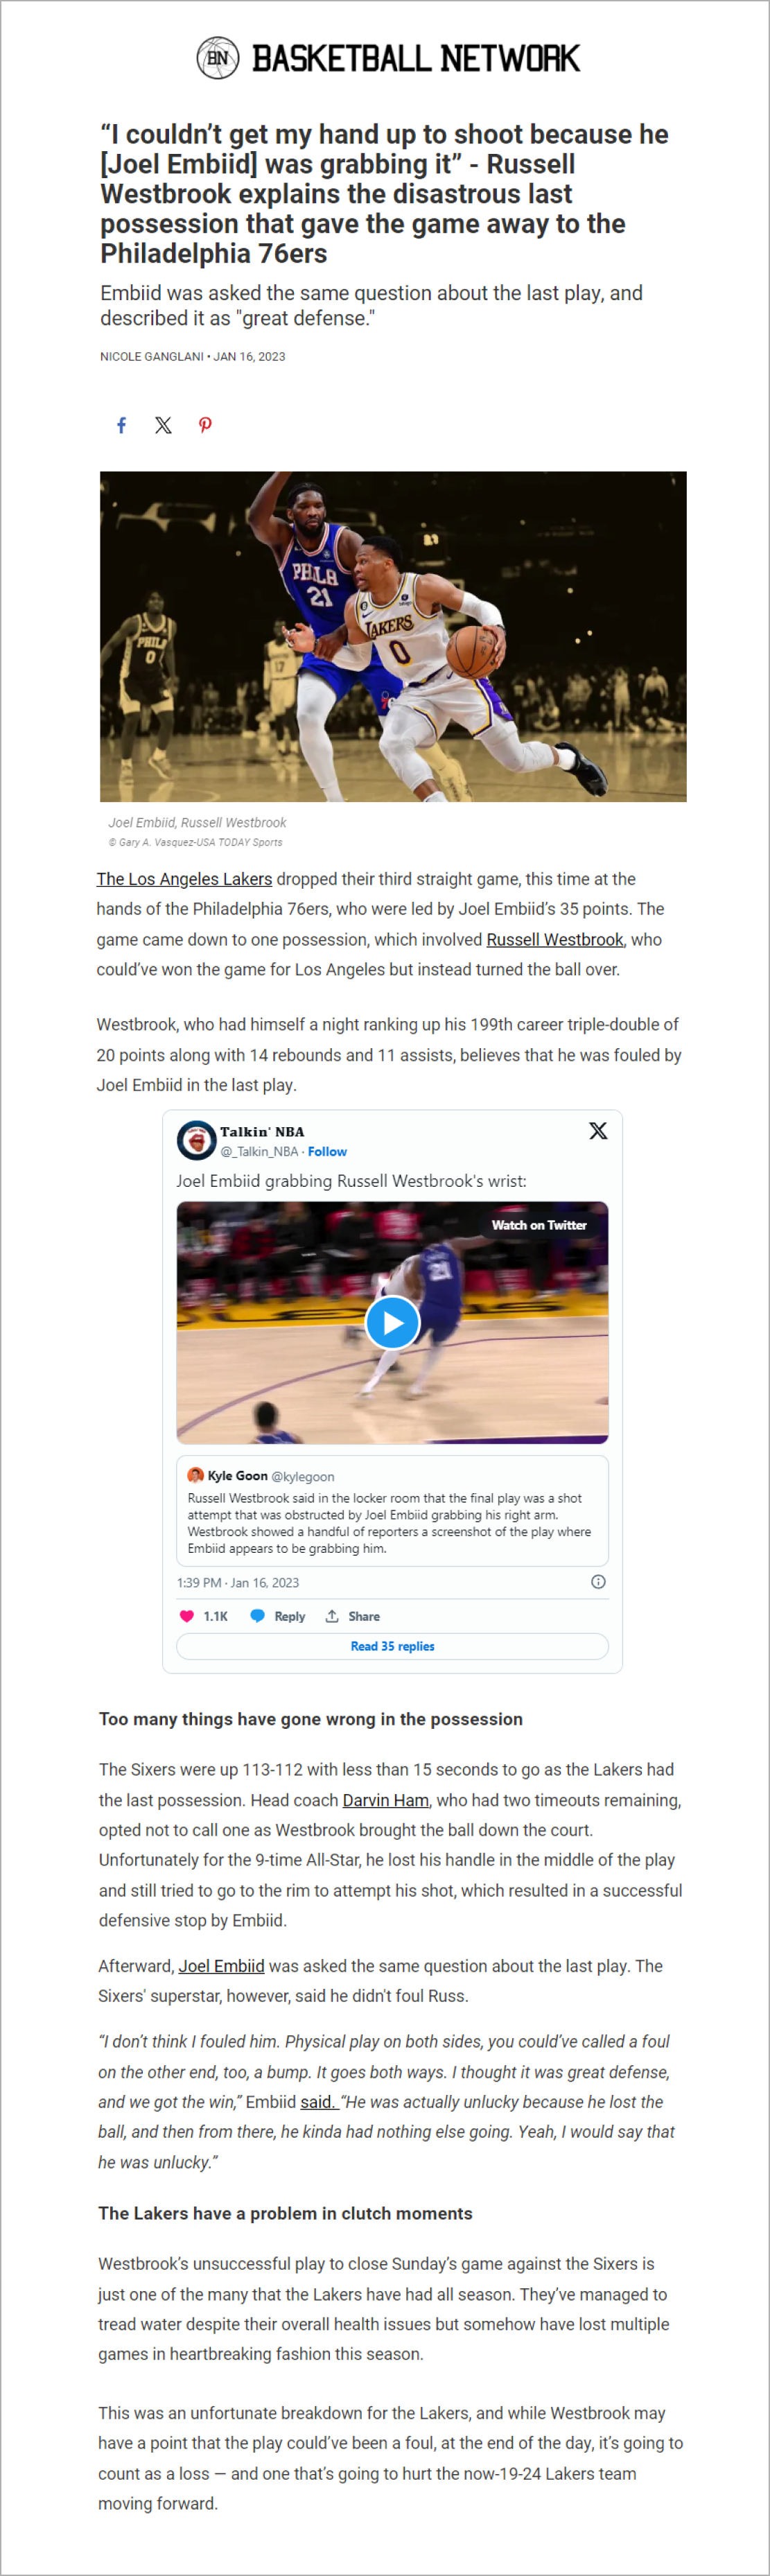 BN BASKETBALL NETWORK
“I couldn’t get my hand up to shoot because he
[Joel Embiid] was grabbing it” - Russell
Westbrook explains the disastrous last
possession that gave the game away to the
Philadelphia 76ers
Embiid was asked the same question about the last play, and
described it as "great defense."
NICOLE GANGLANI • JAN 16, 2023
PHILA
21
LAKERS
0
PHILA
0
17
Joel Embiid, Russell Westbrook
© Gary A. Vasquez-USA TODAY Sports
The Los Angeles Lakers dropped their third straight game, this time at the
hands of the Philadelphia 76ers, who were led by Joel Embiid’s 35 points. The
game came down to one possession, which involved Russell Westbrook, who
could’ve won the game for Los Angeles but instead turned the ball over.
Westbrook, who had himself a night ranking up his 199th career triple-double of
20 points along with 14 rebounds and 11 assists, believes that he was fouled by
Joel Embiid in the last play.
Talkin' NBA
@_Talkin_NBA · Follow
Joel Embiid grabbing Russell Westbrook's wrist:
Watch on Twitter
21
Kyle Goon @kylegoon
Russell Westbrook said in the locker room that the final play was a shot
attempt that was obstructed by Joel Embiid grabbing his right arm.
Westbrook showed a handful of reporters a screenshot of the play where
Embiid appears to be grabbing him.
1:39 PM · Jan 16, 2023
1.1K Reply Share
Read 35 replies
Too many things have gone wrong in the possession
The Sixers were up 113-112 with less than 15 seconds to go as the Lakers had
the last possession. Head coach Darvin Ham, who had two timeouts remaining,
opted not to call one as Westbrook brought the ball down the court.
Unfortunately for the 9-time All-Star, he lost his handle in the middle of the play
and still tried to go to the rim to attempt his shot, which resulted in a successful
defensive stop by Embiid.
Afterward, Joel Embiid was asked the same question about the last play. The
Sixers' superstar, however, said he didn't foul Russ.
“I don’t think I fouled him. Physical play on both sides, you could’ve called a foul
on the other end, too, a bump. It goes both ways. I thought it was great defense,
and we got the win,” Embiid said. “He was actually unlucky because he lost the
ball, and then from there, he kinda had nothing else going. Yeah, I would say that
he was unlucky.”
The Lakers have a problem in clutch moments
Westbrook’s unsuccessful play to close Sunday’s game against the Sixers is
just one of the many that the Lakers have had all season. They’ve managed to
tread water despite their overall health issues but somehow have lost multiple
games in heartbreaking fashion this season.
This was an unfortunate breakdown for the Lakers, and while Westbrook may
have a point that the play could’ve been a foul, at the end of the day, it’s going to
count as a loss — and one that’s going to hurt the now-19-24 Lakers team
moving forward.